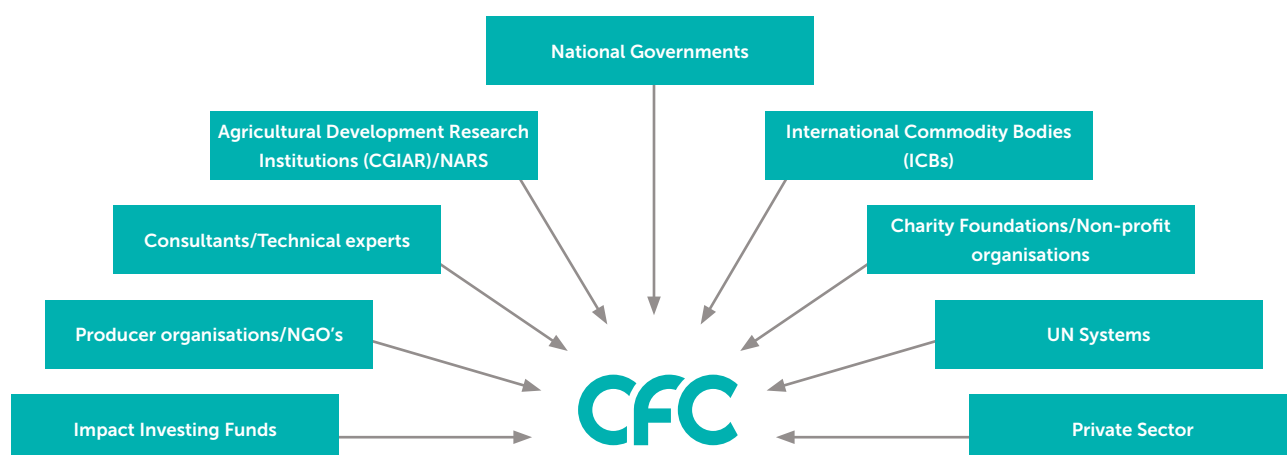 National Governments
Agricultural Development Research
Institutions (CGIAR)/NARS
International Commodity Bodies
(ICBs)
Consultants/Technical experts
Charity Foundations/Non-profit
organisations
Producer organisations/NGO’s
UN Systems
Impact Investing Funds
CFC
Private Sector